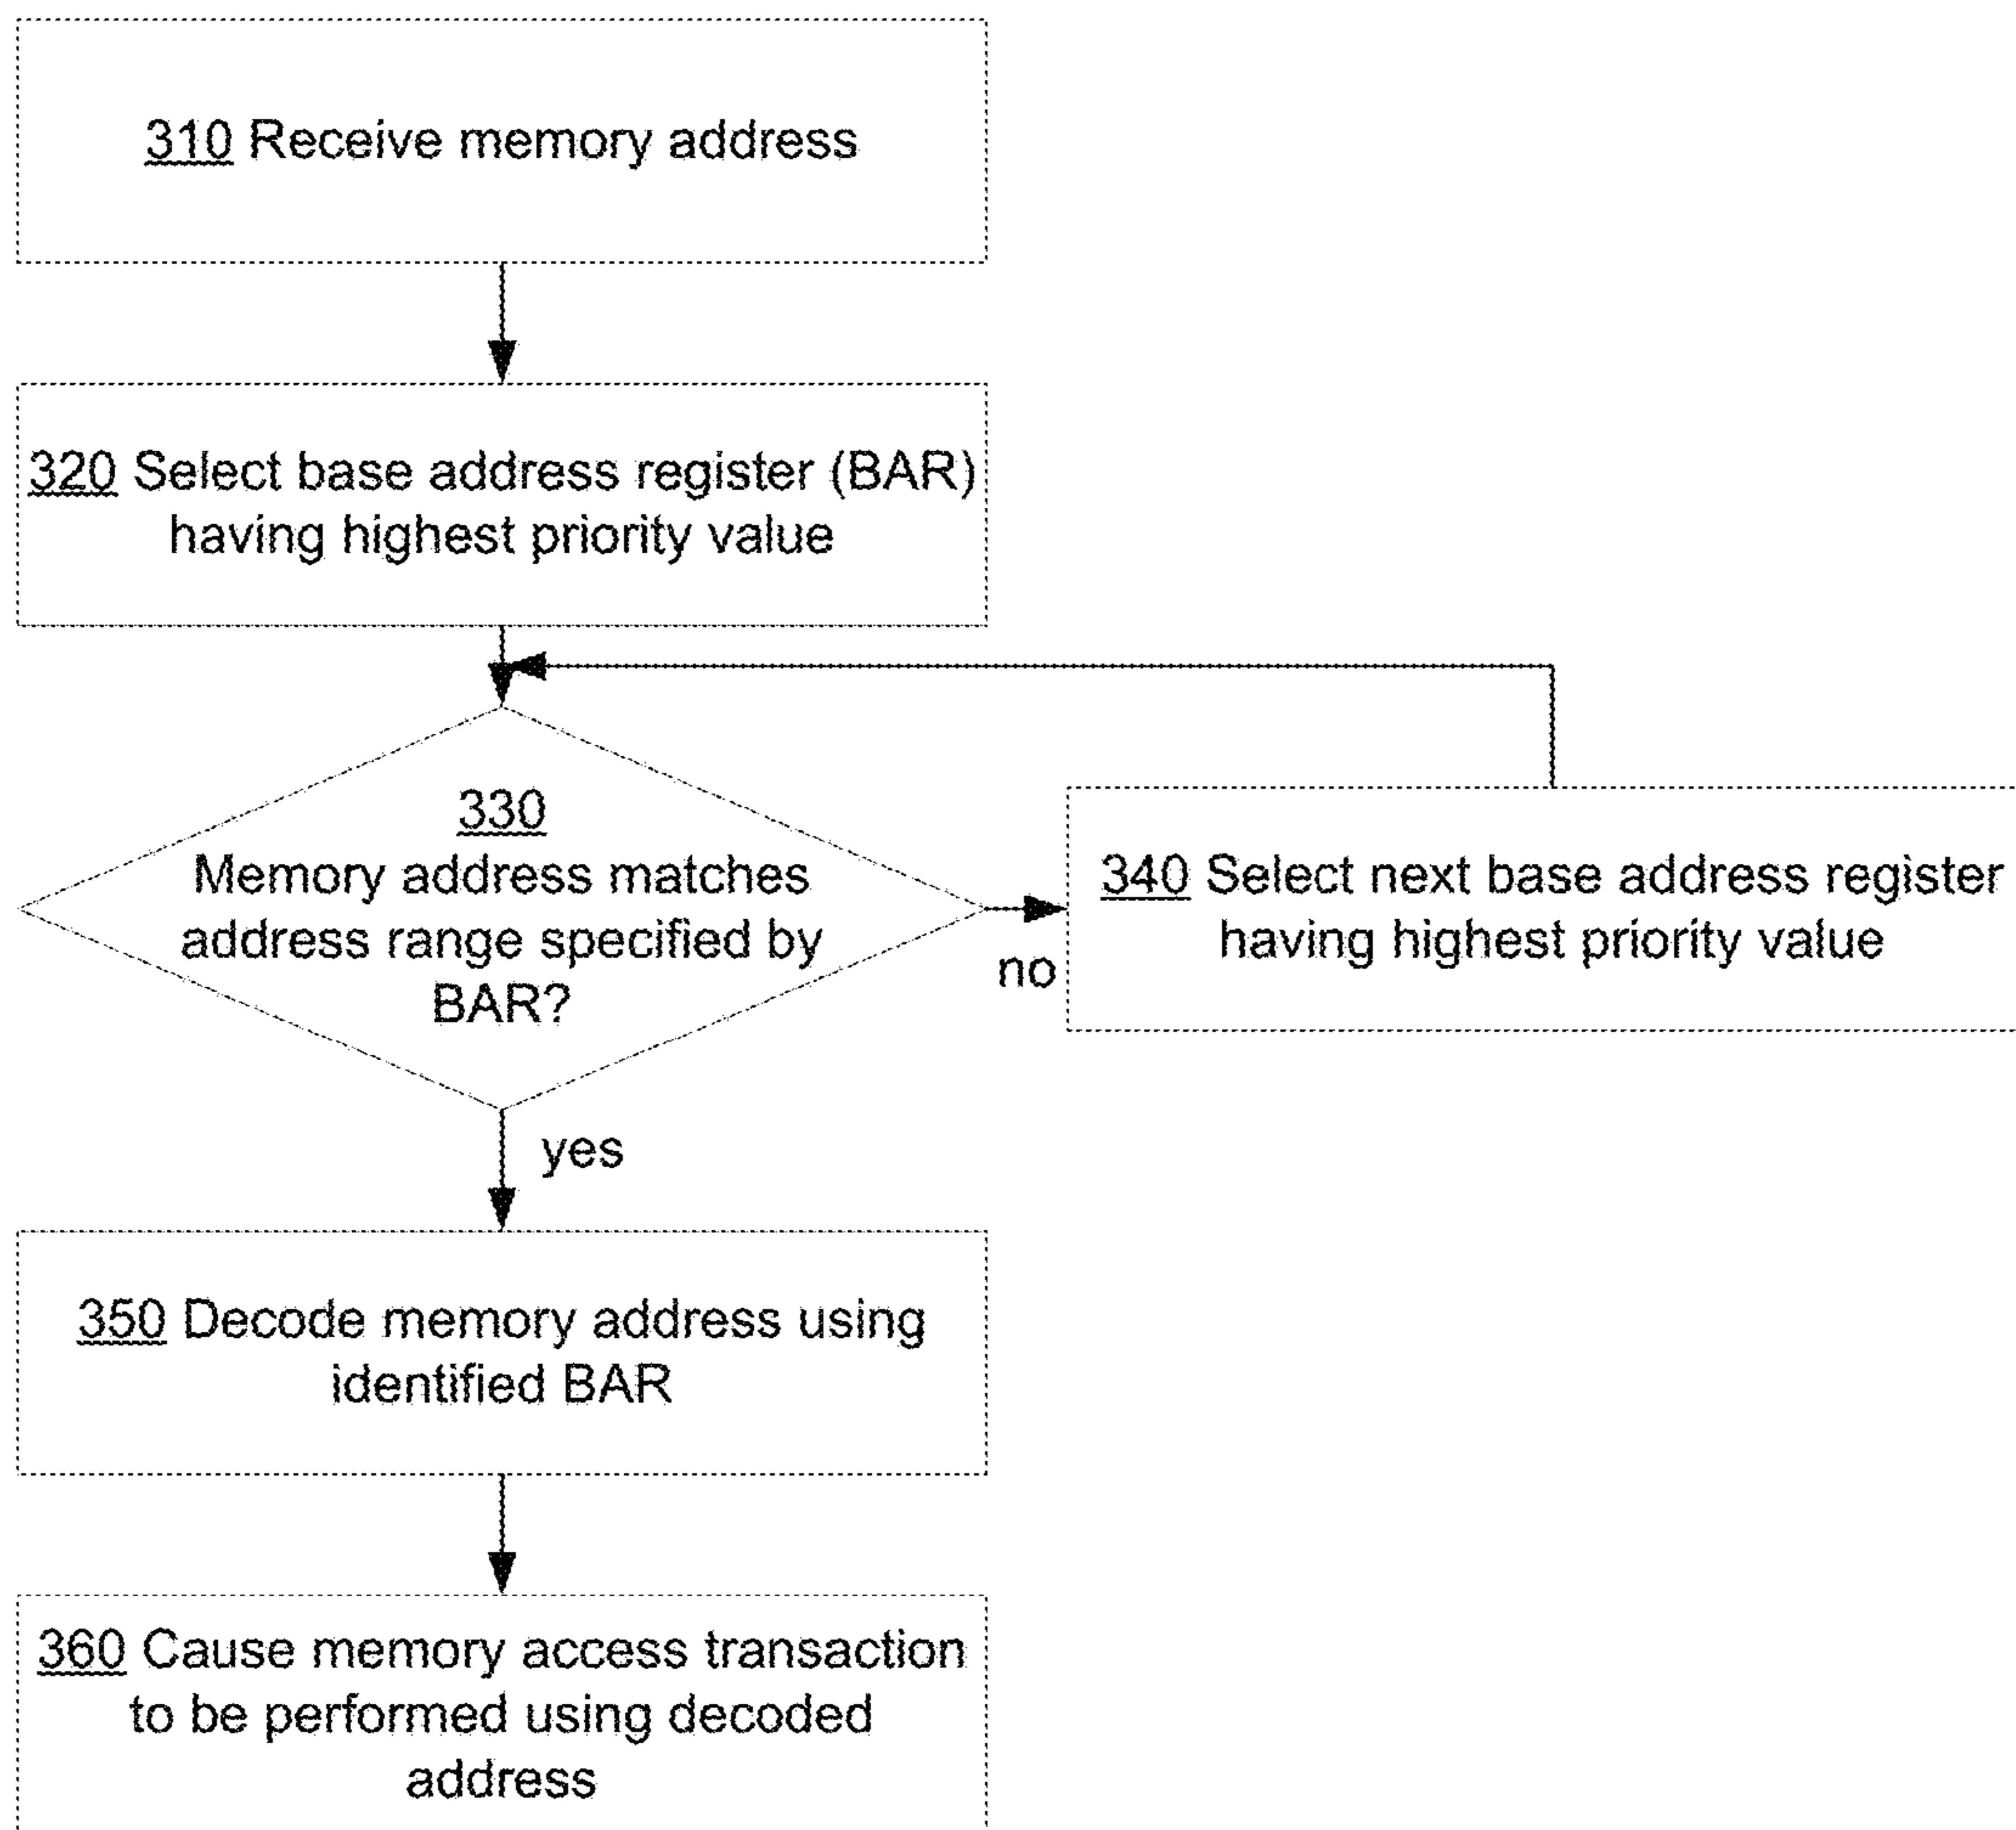 310 Receive memory address
320 Select base address register (BAR)
having highest priority value
330
Memory address matches
address range specified by
BAR?
no
340 Select next base address register
having highest priority value
yes
350 Decode memory address using
identified BAR
360 Cause memory access transaction
to be performed using decoded
address